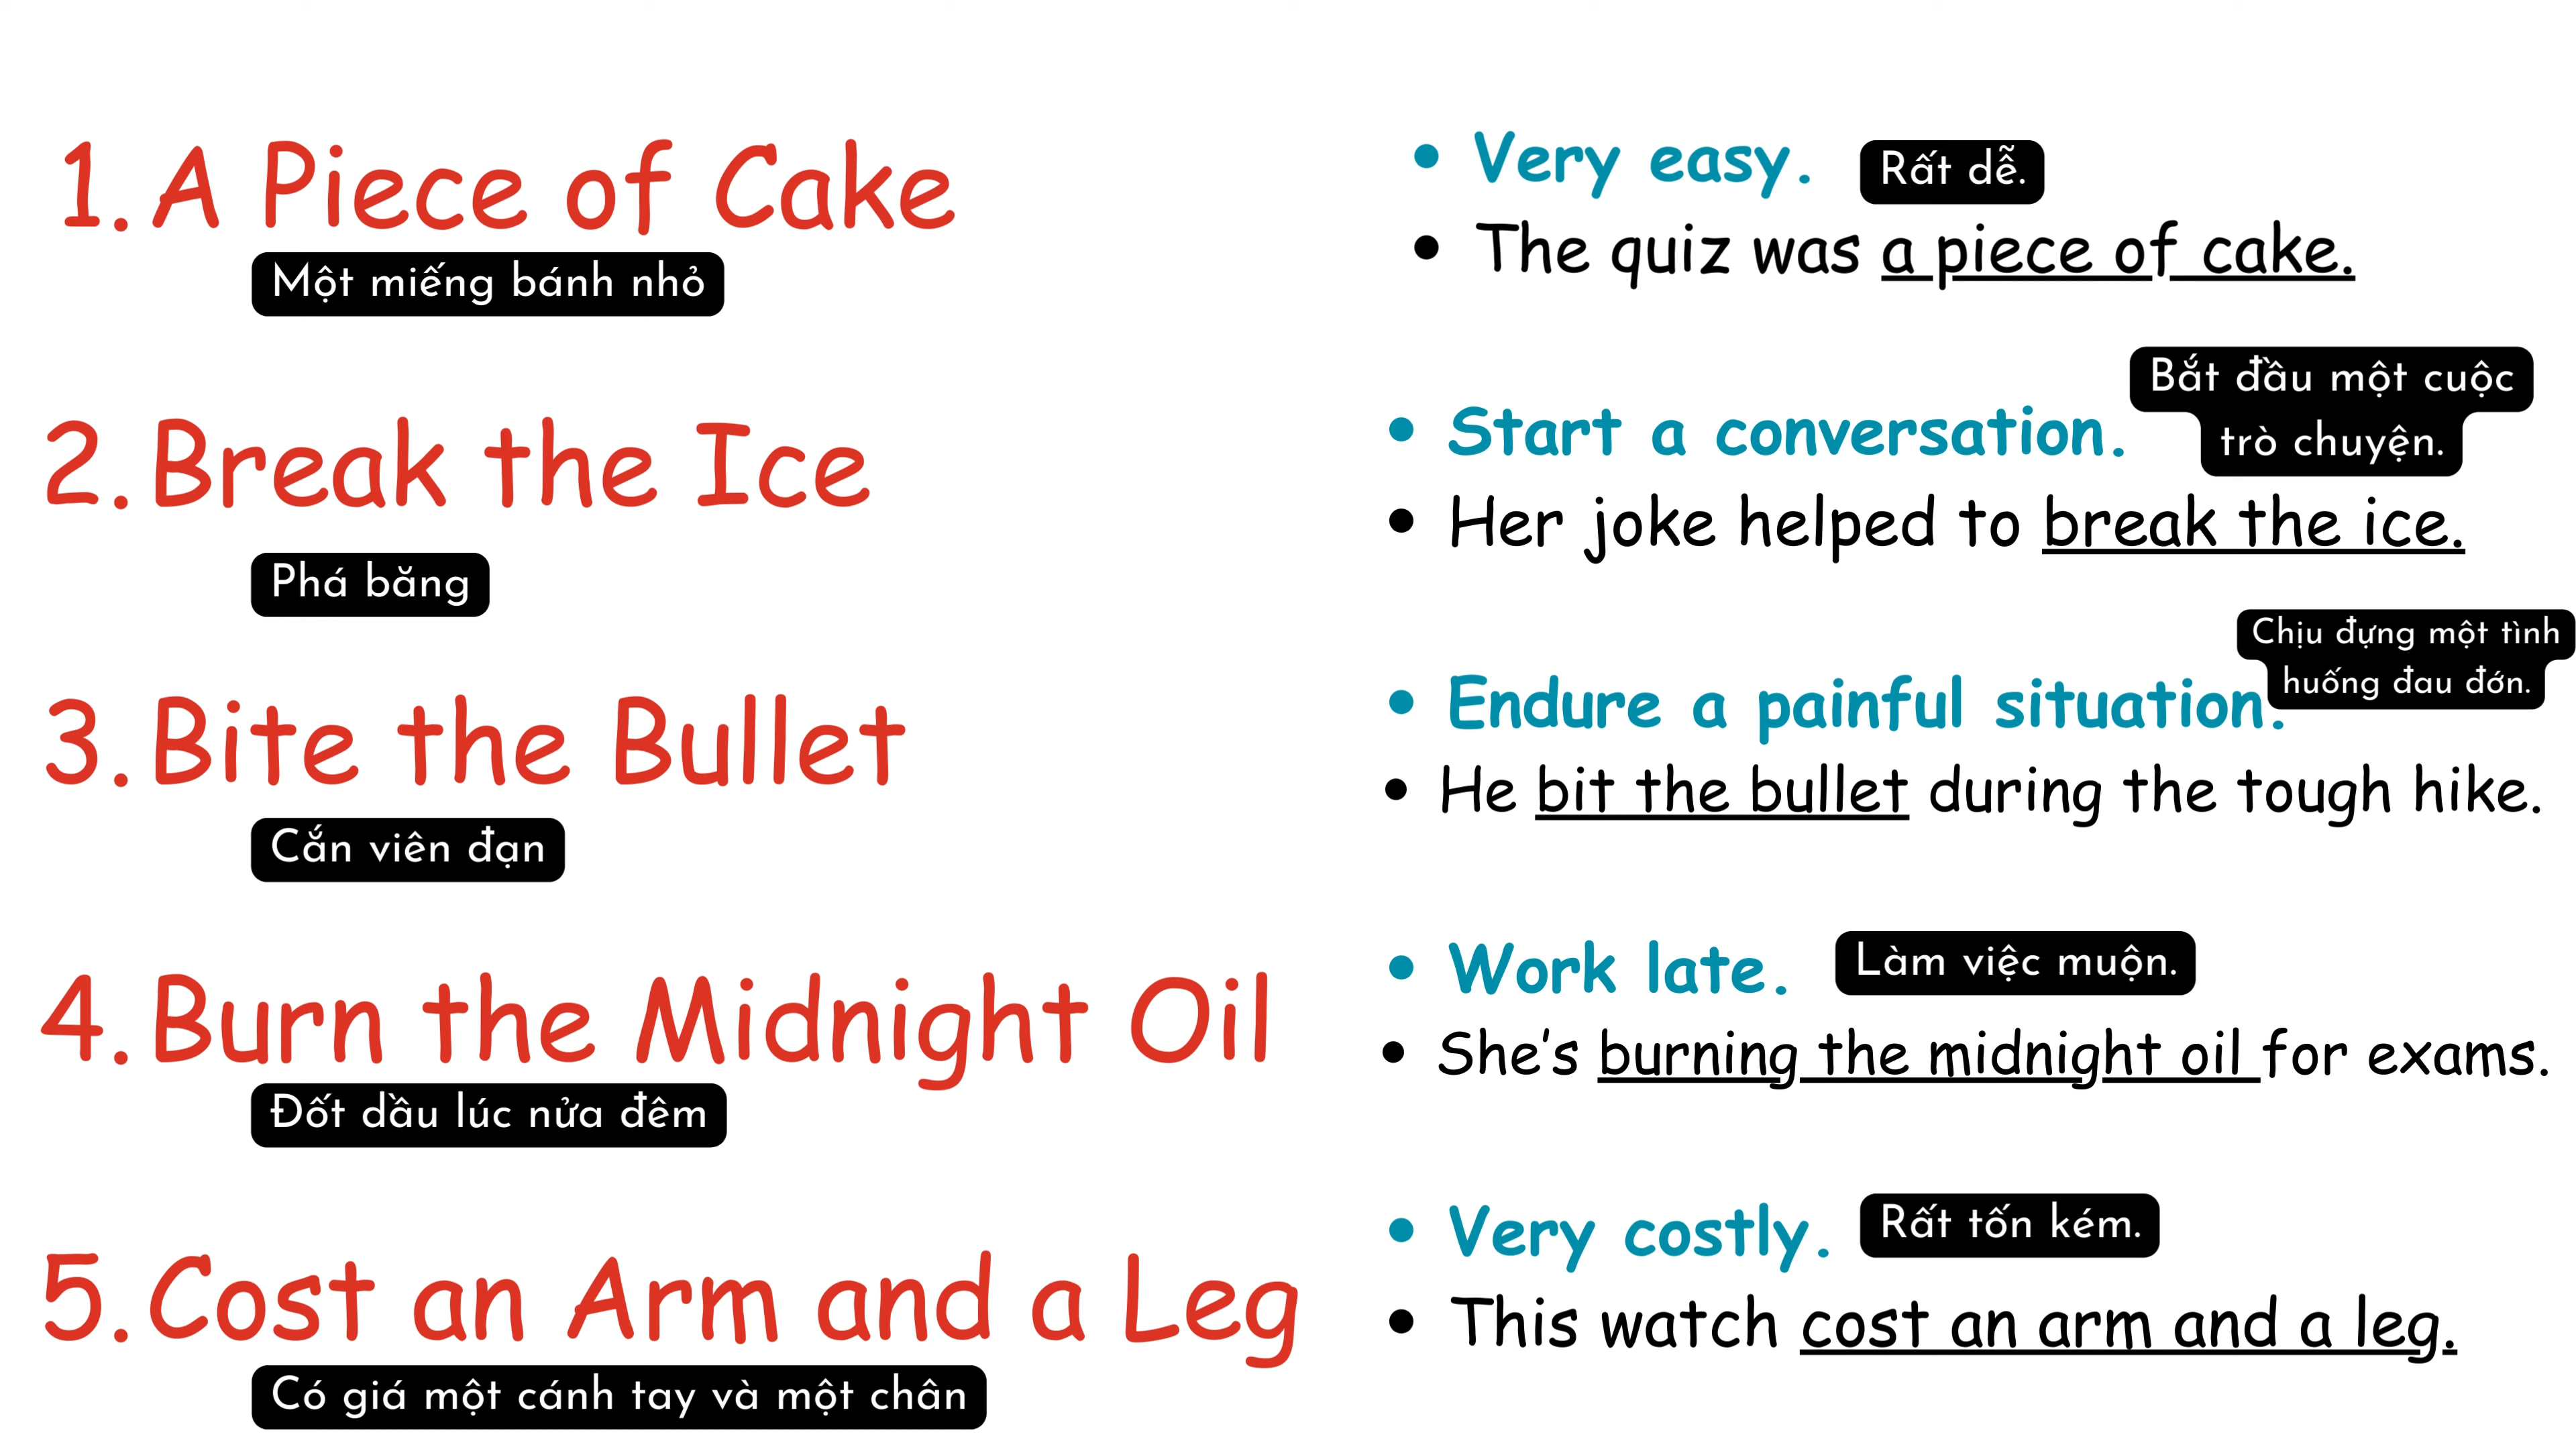 1. A Piece of Cake
Một miếng bánh nhỏ
• Very easy.
Rất dễ.
• The quiz was a piece of cake.
2. Break the Ice
Phá băng
• Start a conversation.
Bắt đầu một cuộc
trò chuyện.
• Her joke helped to break the ice.
3. Bite the Bullet
Cắn viên đạn
• Endure a painful situation.
Chịu đựng một tình
huống đau đớn.
• He bit the bullet during the tough hike.
4. Burn the Midnight Oil
Đốt dầu lúc nửa đêm
• Work late.
Làm việc muộn.
• She's burning the midnight oil for exams.
5. Cost an Arm and a Leg
Có giá một cánh tay và một chân
• Very costly.
Rất tốn kém.
• This watch cost an arm and a leg.